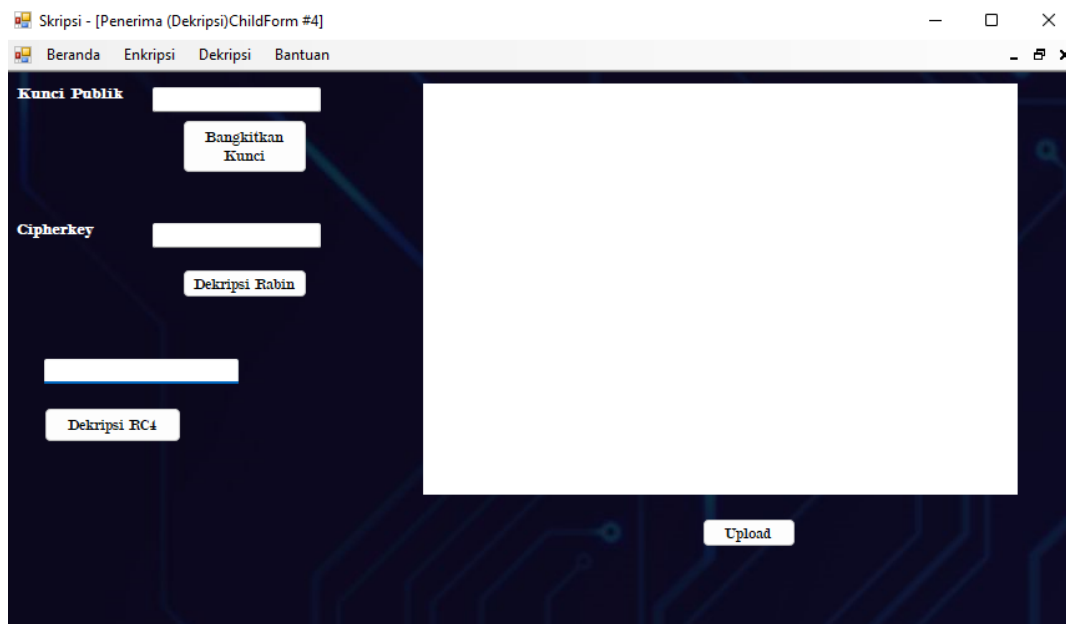 Skripsi - [Penerima (Dekripsi)ChildForm #4]
Beranda Enkripsi Dekripsi Bantuan
Kunci Publik
Bangkitkan
Kunci
Cipherkey
Dekripsi Rabin
Dekripsi RC4
Upload